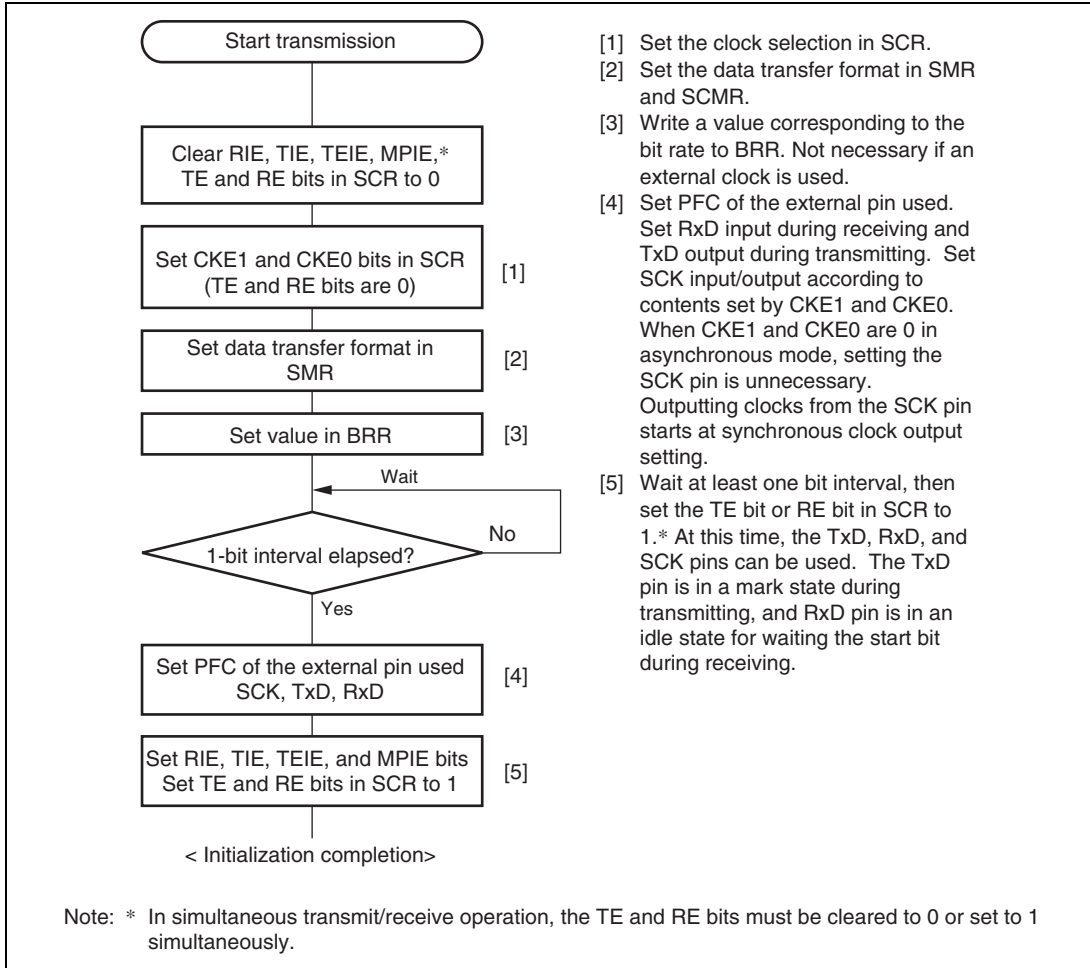 Start transmission
Clear RIE, TIE, TEIE, MPIE,*
TE and RE bits in SCR to 0
Set CKE1 and CKE0 bits in SCR
(TE and RE bits are 0)
[1]
Set data transfer format in
SMR
[2]
Set value in BRR
[3]
Wait
1-bit interval elapsed?
No
Yes
Set PFC of the external pin used
SCK, TxD, RxD
[4]
Set RIE, TIE, TEIE, and MPIE bits
Set TE and RE bits in SCR to 1
[5]
< Initialization completion>
[1] Set the clock selection in SCR.
[2] Set the data transfer format in SMR
and SCMR.
[3] Write a value corresponding to the
bit rate to BRR. Not necessary if an
external clock is used.
[4] Set PFC of the external pin used.
Set RxD input during receiving and
TxD output during transmitting. Set
SCK input/output according to
contents set by CKE1 and CKE0.
When CKE1 and CKE0 are 0 in
asynchronous mode, setting the
SCK pin is unnecessary.
Outputting clocks from the SCK pin
starts at synchronous clock output
setting.
[5] Wait at least one bit interval, then
set the TE bit or RE bit in SCR to
1.* At this time, the TxD, RxD, and
SCK pins can be used. The TxD
pin is in a mark state during
transmitting, and RxD pin is in an
idle state for waiting the start bit
during receiving.
Note: * In simultaneous transmit/receive operation, the TE and RE bits must be cleared to 0 or set to 1
simultaneously.